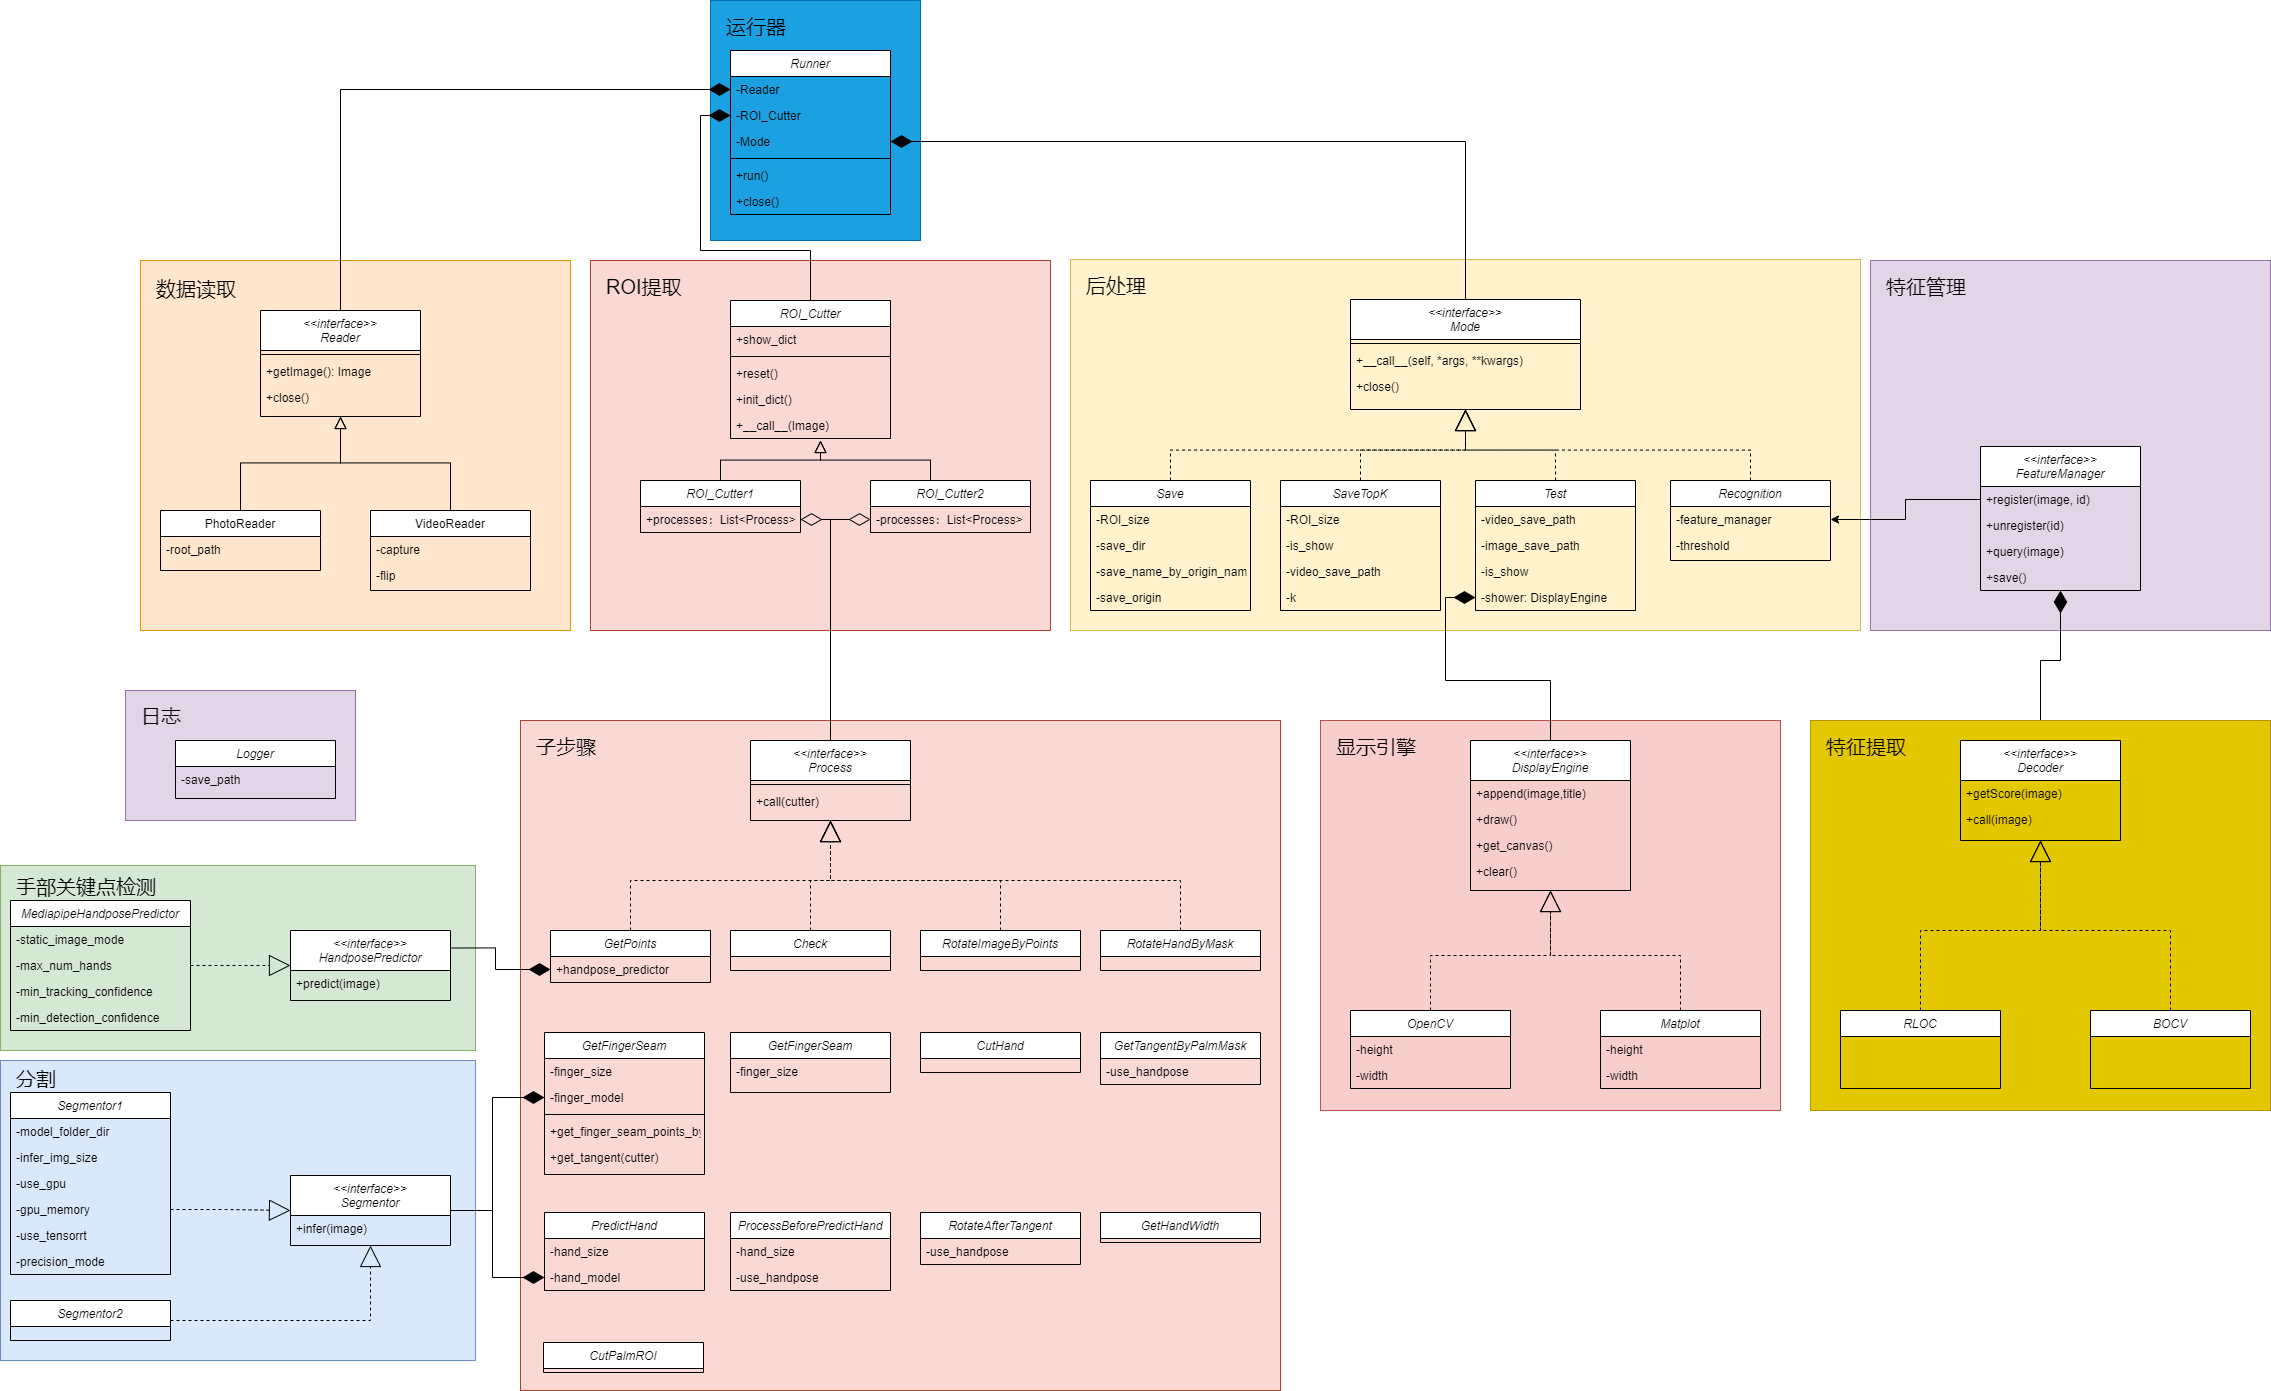 运行器
Runner
-Reader
-ROI_Cutter
-Mode
+run()
+close()
数据读取
<<interface>>
Reader
+getImage(): Image
+close()
PhotoReader
-root_path
VideoReader
-capture
-flip
ROI提取
ROI_Cutter
+show_dict
+reset()
+init_dict()
+__call__(Image)
ROI_Cutter1
+processes: List<Process>
ROI_Cutter2
-processes: List<Process>
后处理
<<interface>>
Mode
+__call__(self, *args, **kwargs)
+close()
Save
-ROI_size
-save_dir
-save_name_by_origin_nam
-save_origin
SaveTopK
-ROI_size
-is_show
-video_save_path
-k
Test
-video_save_path
-image_save_path
-is_show
-shower: DisplayEngine
Recognition
-feature_manager
-threshold
特征管理
<<interface>>
FeatureManager
+register(image, id)
+unregister(id)
+query(image)
+save()
日志
Logger
-save_path
子步骤
<<interface>>
Process
+call(cutter)
GetPoints
+handpose_predictor
Check
RotateImageByPoints
RotateHandByMask
GetFingerSeam
-finger_size
-finger_model
+get_finger_seam_points_by
+get_tangent(cutter)
GetFingerSeam
-finger_size
CutHand
GetTangentByPalmMask
-use_handpose
PredictHand
-hand_size
-hand_model
ProcessBeforePredictHand
-hand_size
-use_handpose
RotateAfterTangent
-use_handpose
GetHandWidth
CutPalmROI
显示引擎
<<interface>>
DisplayEngine
+append(image,title)
+draw()
+get_canvas()
+clear()
OpenCV
-height
-width
Matplot
-height
-width
特征提取
<<interface>>
Decoder
+getScore(image)
+call(image)
RLOC
BOCV
手部关键点检测
MediapipeHandposePredictor
-static_image_mode
-max_num_hands
-min_tracking_confidence
-min_detection_confidence
<<interface>>
HandposePredictor
+predict(image)
分割
Segmentor1
-model_folder_dir
-infer_img_size
-use_gpu
-gpu_memory
-use_tensorrt
-precision_mode
<<interface>>
Segmentor
+infer(image)
Segmentor2